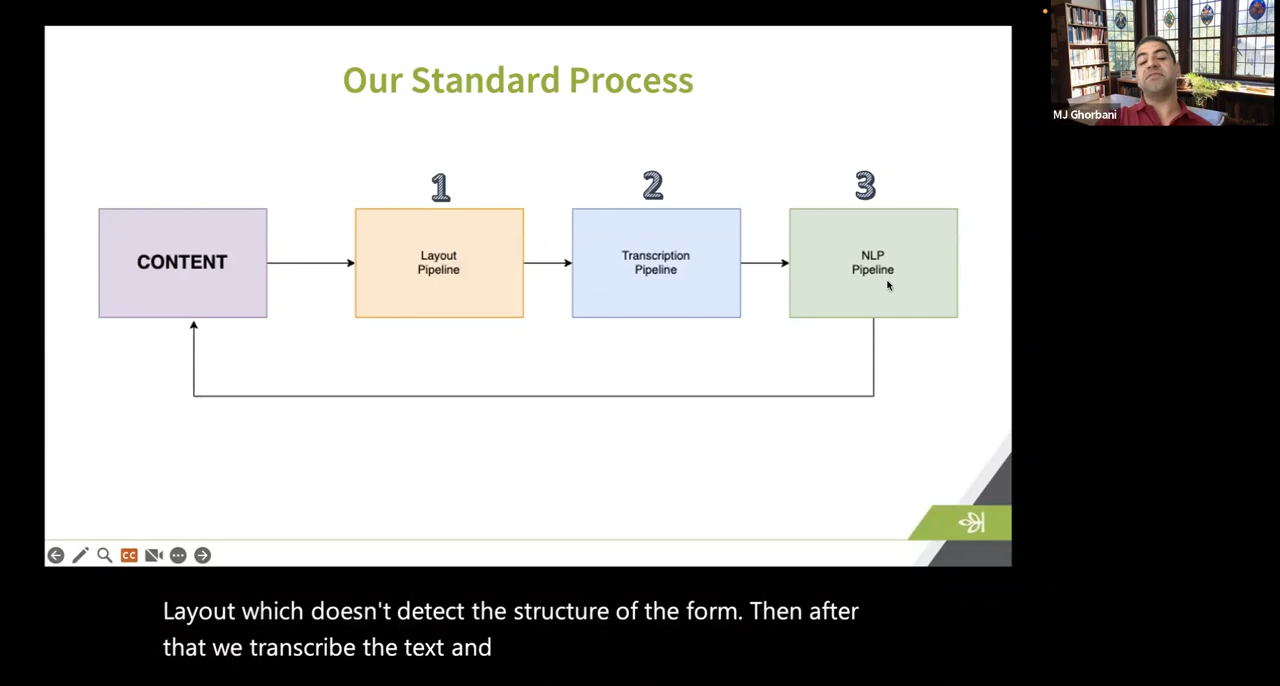 Our Standard Process
MJ Ghorbani
1
2
3
CONTENT
Layout
Pipeline
Transcription
Pipeline
NLP
Pipeline
CC
Layout which doesn't detect the structure of the form. Then after
that we transcribe the text and